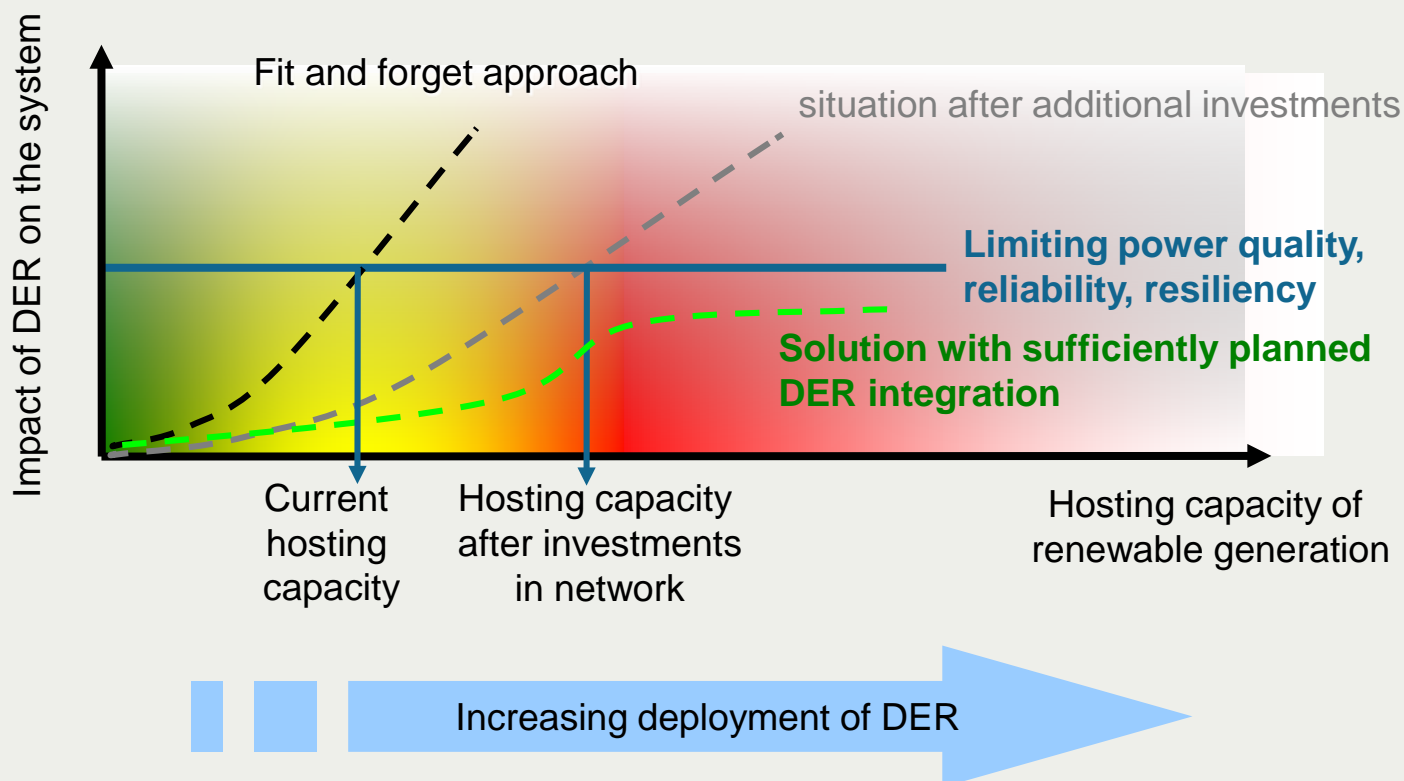 Impact of DER on the system
Fit and forget approach
situation after additional investments
Limiting power quality,
reliability, resiliency
Solution with sufficiently planned
DER integration
Current
hosting
capacity
Hosting capacity
after investments
in network
Hosting capacity of
renewable generation
Increasing deployment of DER